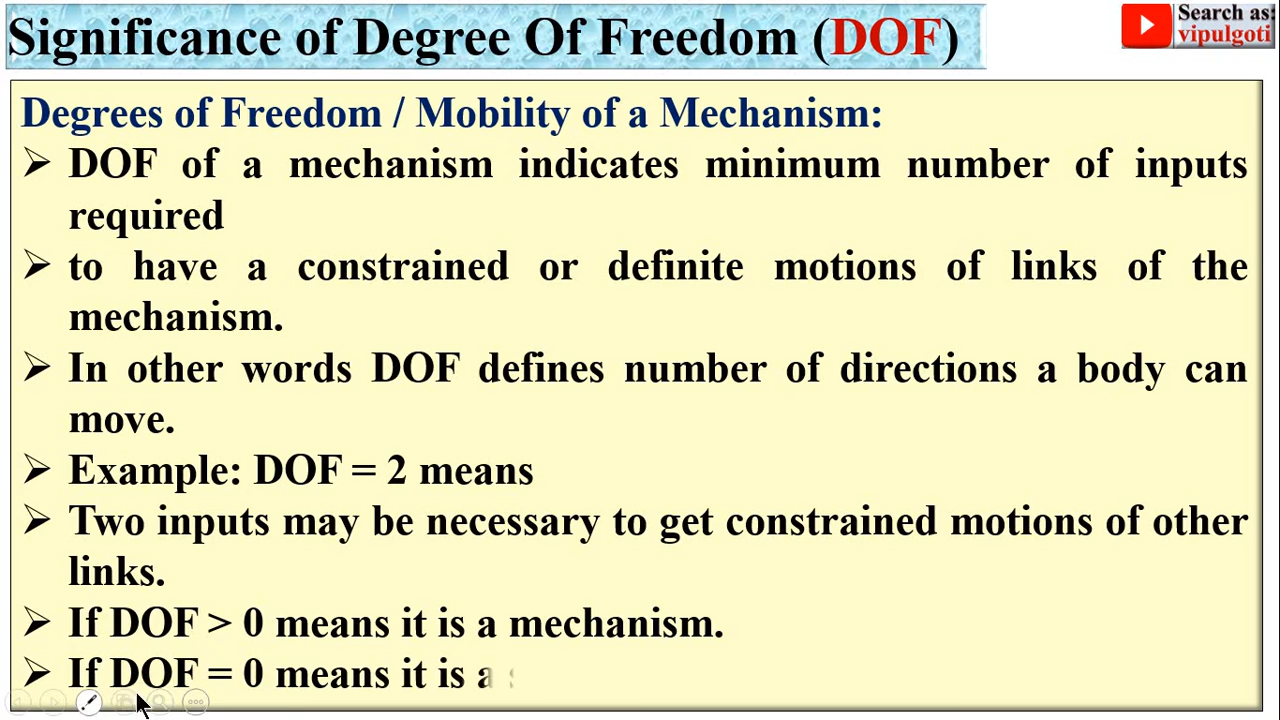 Significance of Degree Of Freedom (DOF)
Search as:
vipulgoti
Degrees of Freedom / Mobility of a Mechanism:
➢ DOF of a mechanism indicates minimum number of inputs
required
➢ to have a constrained or definite motions of links of the
mechanism.
➢ In other words DOF defines number of directions a body can
move.
➢ Example: DOF = 2 means
➢ Two inputs may be necessary to get constrained motions of other
links.
➢ If DOF > 0 means it is a mechanism.
➢ If DOF = 0 means it is a